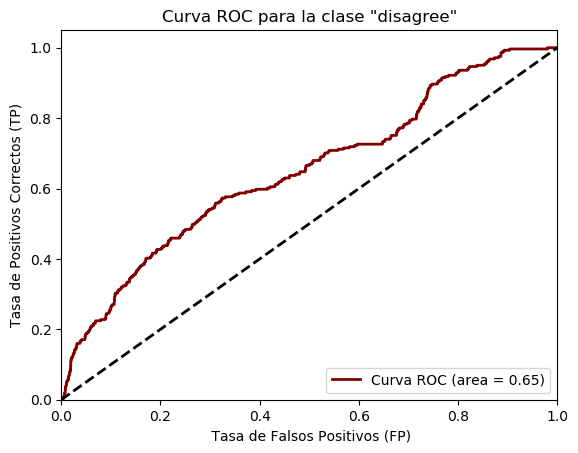 Curva ROC para la clase "disagree"
Tasa de Positivos Correctos (TP)
1.0
0.8
0.6
0.4
0.2
0.0
0.0 0.2 0.4 0.6 0.8 1.0
Tasa de Falsos Positivos (FP)
Curva ROC (area = 0.65)